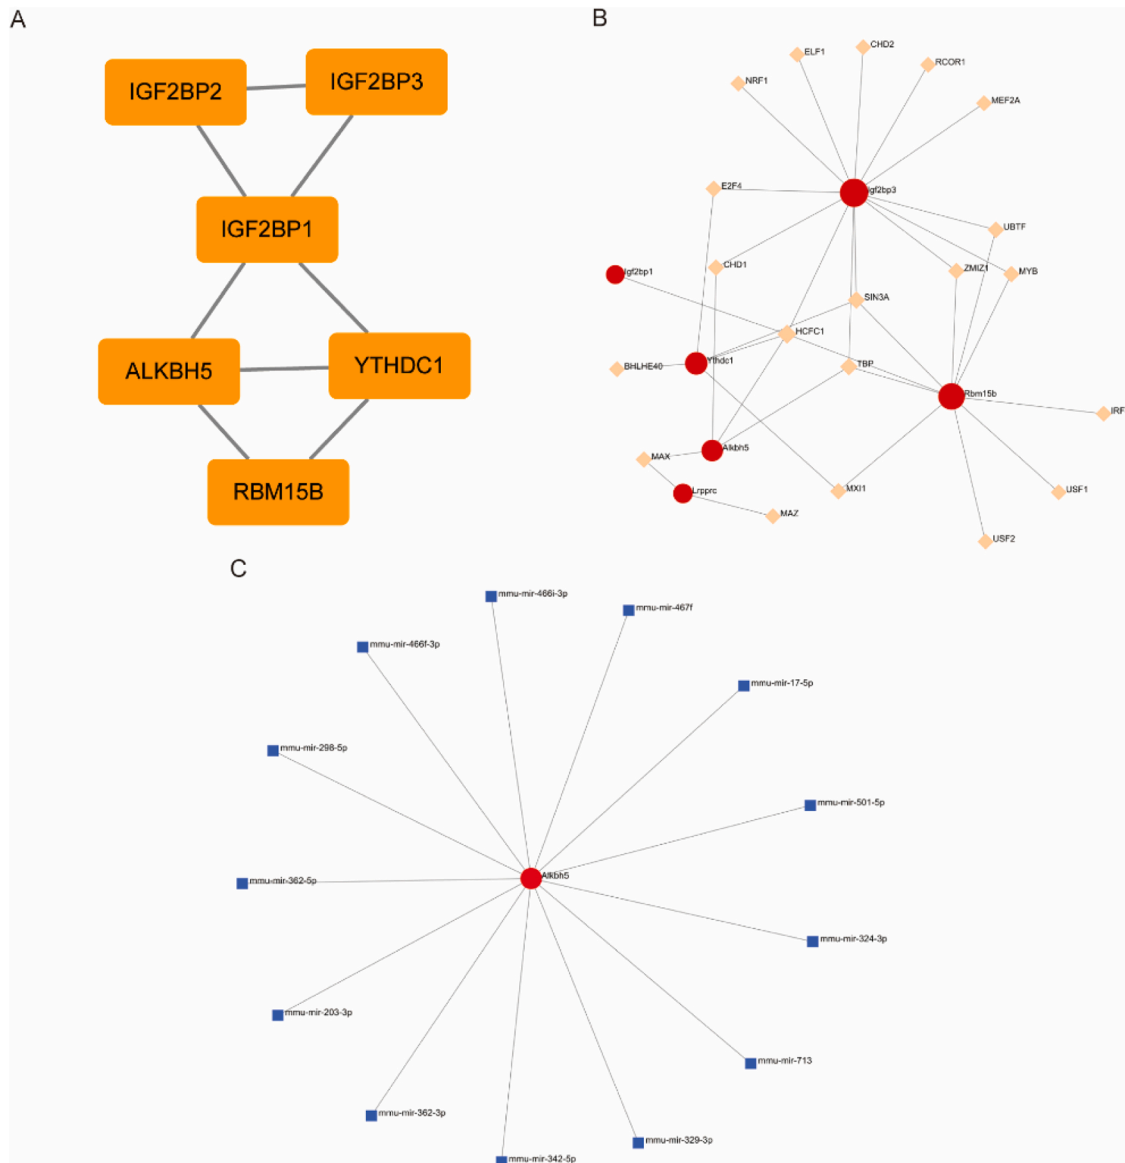 A
IGF2BP2
IGF2BP3
IGF2BP1
ALKBH5
YTHDC1
RBM15B
B
CHD2
ELF1
RCOR1
NRF1
MEF2A
E2F4
Igf2bp3
UBTF
CHD1
Igf2bp1
ZMIZ1
MYB
SIN3A
HCFC1
BHLHE40
Ythdc1
TBP
Rbm15b
IRF
MAX
Alkbh5
Lrpprc
MXI1
USF1
MAZ
USF2
C
mmu-mir-466i-3p
mmu-mir-467f
mmu-mir-466f-3p
mmu-mir-17-5p
mmu-mir-298-5p
mmu-mir-501-5p
mmu-mir-362-5p
Alkbh5
mmu-mir-324-3p
mmu-mir-203-3p
mmu-mir-713
mmu-mir-362-3p
mmu-mir-329-3p
mmu-mir-342-5p